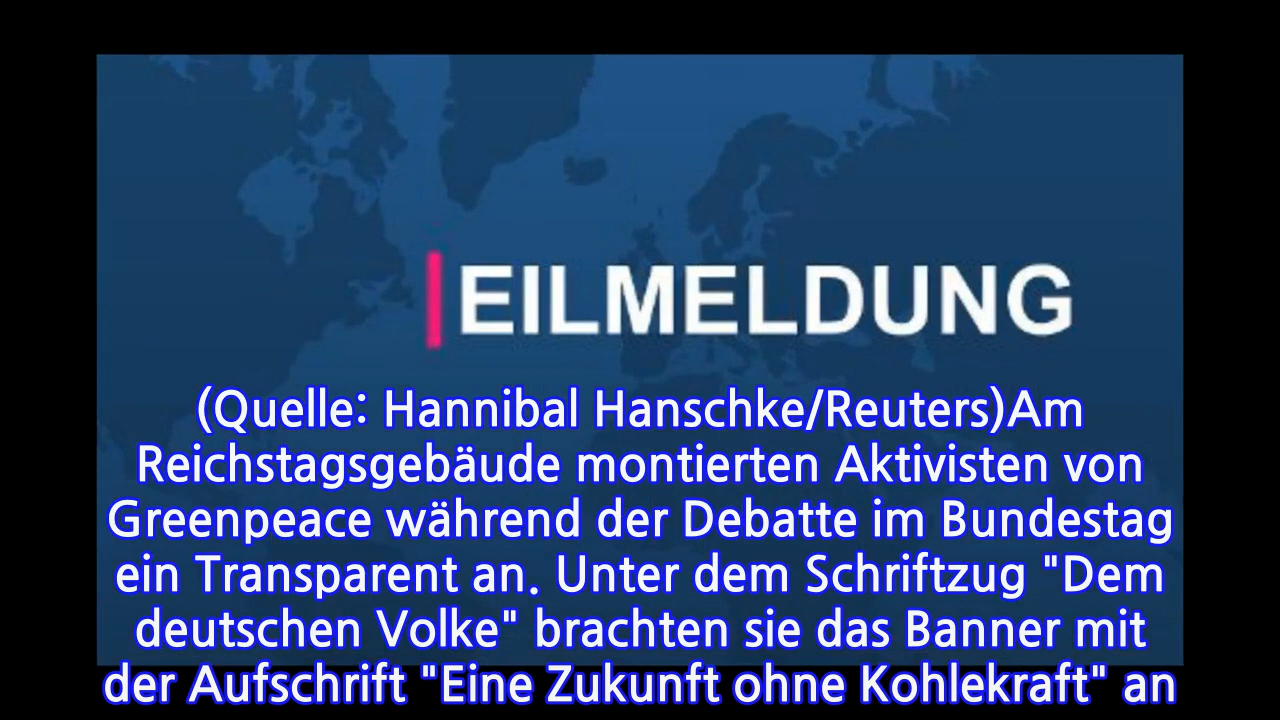 EILMELDUNG
(Quelle: Hannibal Hanschke/Reuters)Am
Reichstagsgebäude montierten Aktivisten von
Greenpeace während der Debatte im Bundestag
ein Transparent an. Unter dem Schriftzug "Dem
deutschen Volke" brachten sie das Banner mit
der Aufschrift "Eine Zukunft ohne Kohlekraft" an